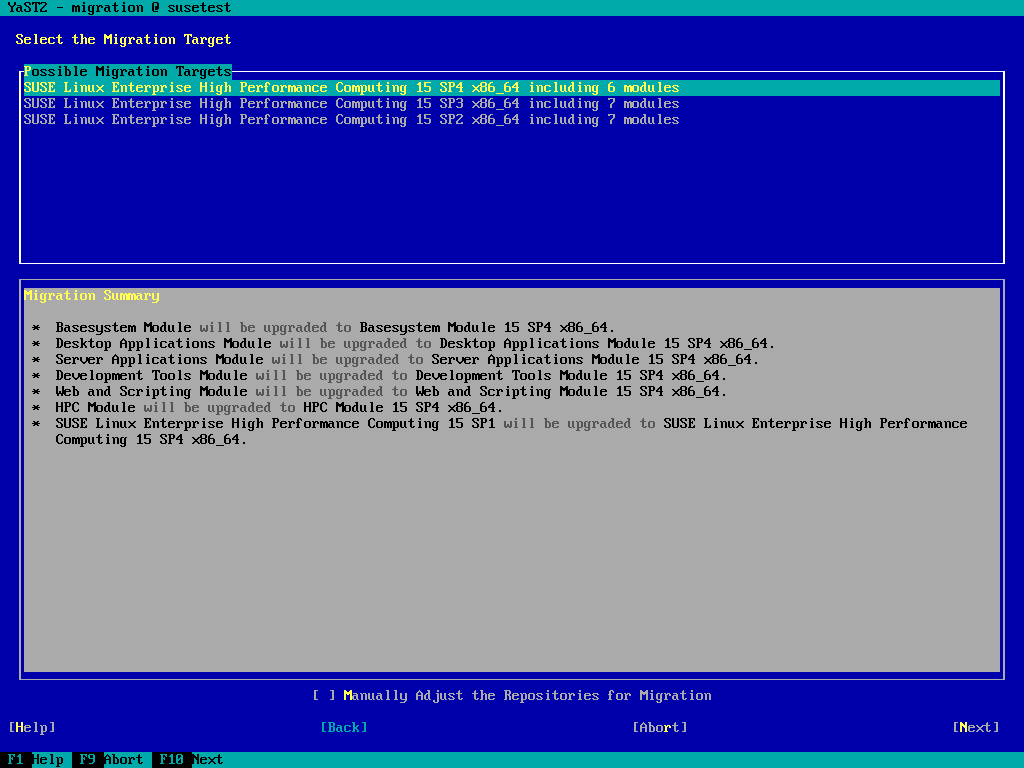 YaST2 - migration @ susetest
Select the Migration Target
Possible Migration Targets
SUSE Linux Enterprise High Performance Computing 15 SP4 x86_64 including 6 modules
SUSE Linux Enterprise High Performance Computing 15 SP3 x86_64 including 7 modules
SUSE Linux Enterprise High Performance Computing 15 SP2 x86_64 including 7 modules
Migration Summary
* Basesystem Module will be upgraded to Basesystem Module 15 SP4 x86_64.
* Desktop Applications Module will be upgraded to Desktop Applications Module 15 SP4 x86_64.
* Server Applications Module will be upgraded to Server Applications Module 15 SP4 x86_64.
* Development Tools Module will be upgraded to Development Tools Module 15 SP4 x86_64.
* Web and Scripting Module will be upgraded to Web and Scripting Module 15 SP4 x86_64.
* HPC Module will be upgraded to HPC Module 15 SP4 x86_64.
* SUSE Linux Enterprise High Performance Computing 15 SP1 will be upgraded to SUSE Linux Enterprise High Performance
Computing 15 SP4 x86_64.
[ ] Manually Adjust the Repositories for Migration
[Help] [Back] [Abort] [Next]
F1 Help F9 Abort F10 Next